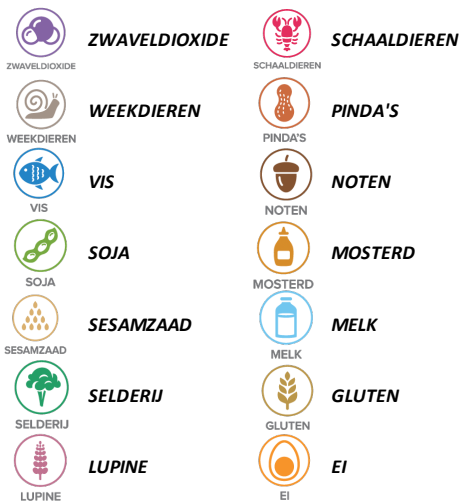 ZWAVELDIOXIDE
ZWAVELDIOXIDE
SCHAALDIEREN
SCHAALDIEREN
WEEKDIEREN
WEEKDIEREN
PINDA'S
PINDA'S
VIS
VIS
NOTEN
NOTEN
SOJA
SOJA
MOSTERD
MOSTERD
SESAMZAAD
SESAMZAAD
MELK
MELK
SELDERIJ
SELDERIJ
GLUTEN
GLUTEN
LUPINE
LUPINE
EI
EI